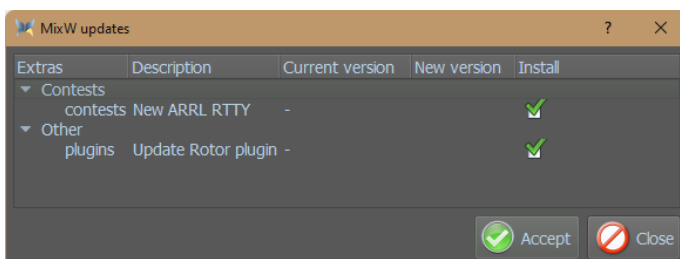 MixW updates
Extras Description Current version New version Install
Contests
contests New ARRL RTTY -
Other
plugins Update Rotor plugin -
Accept Close